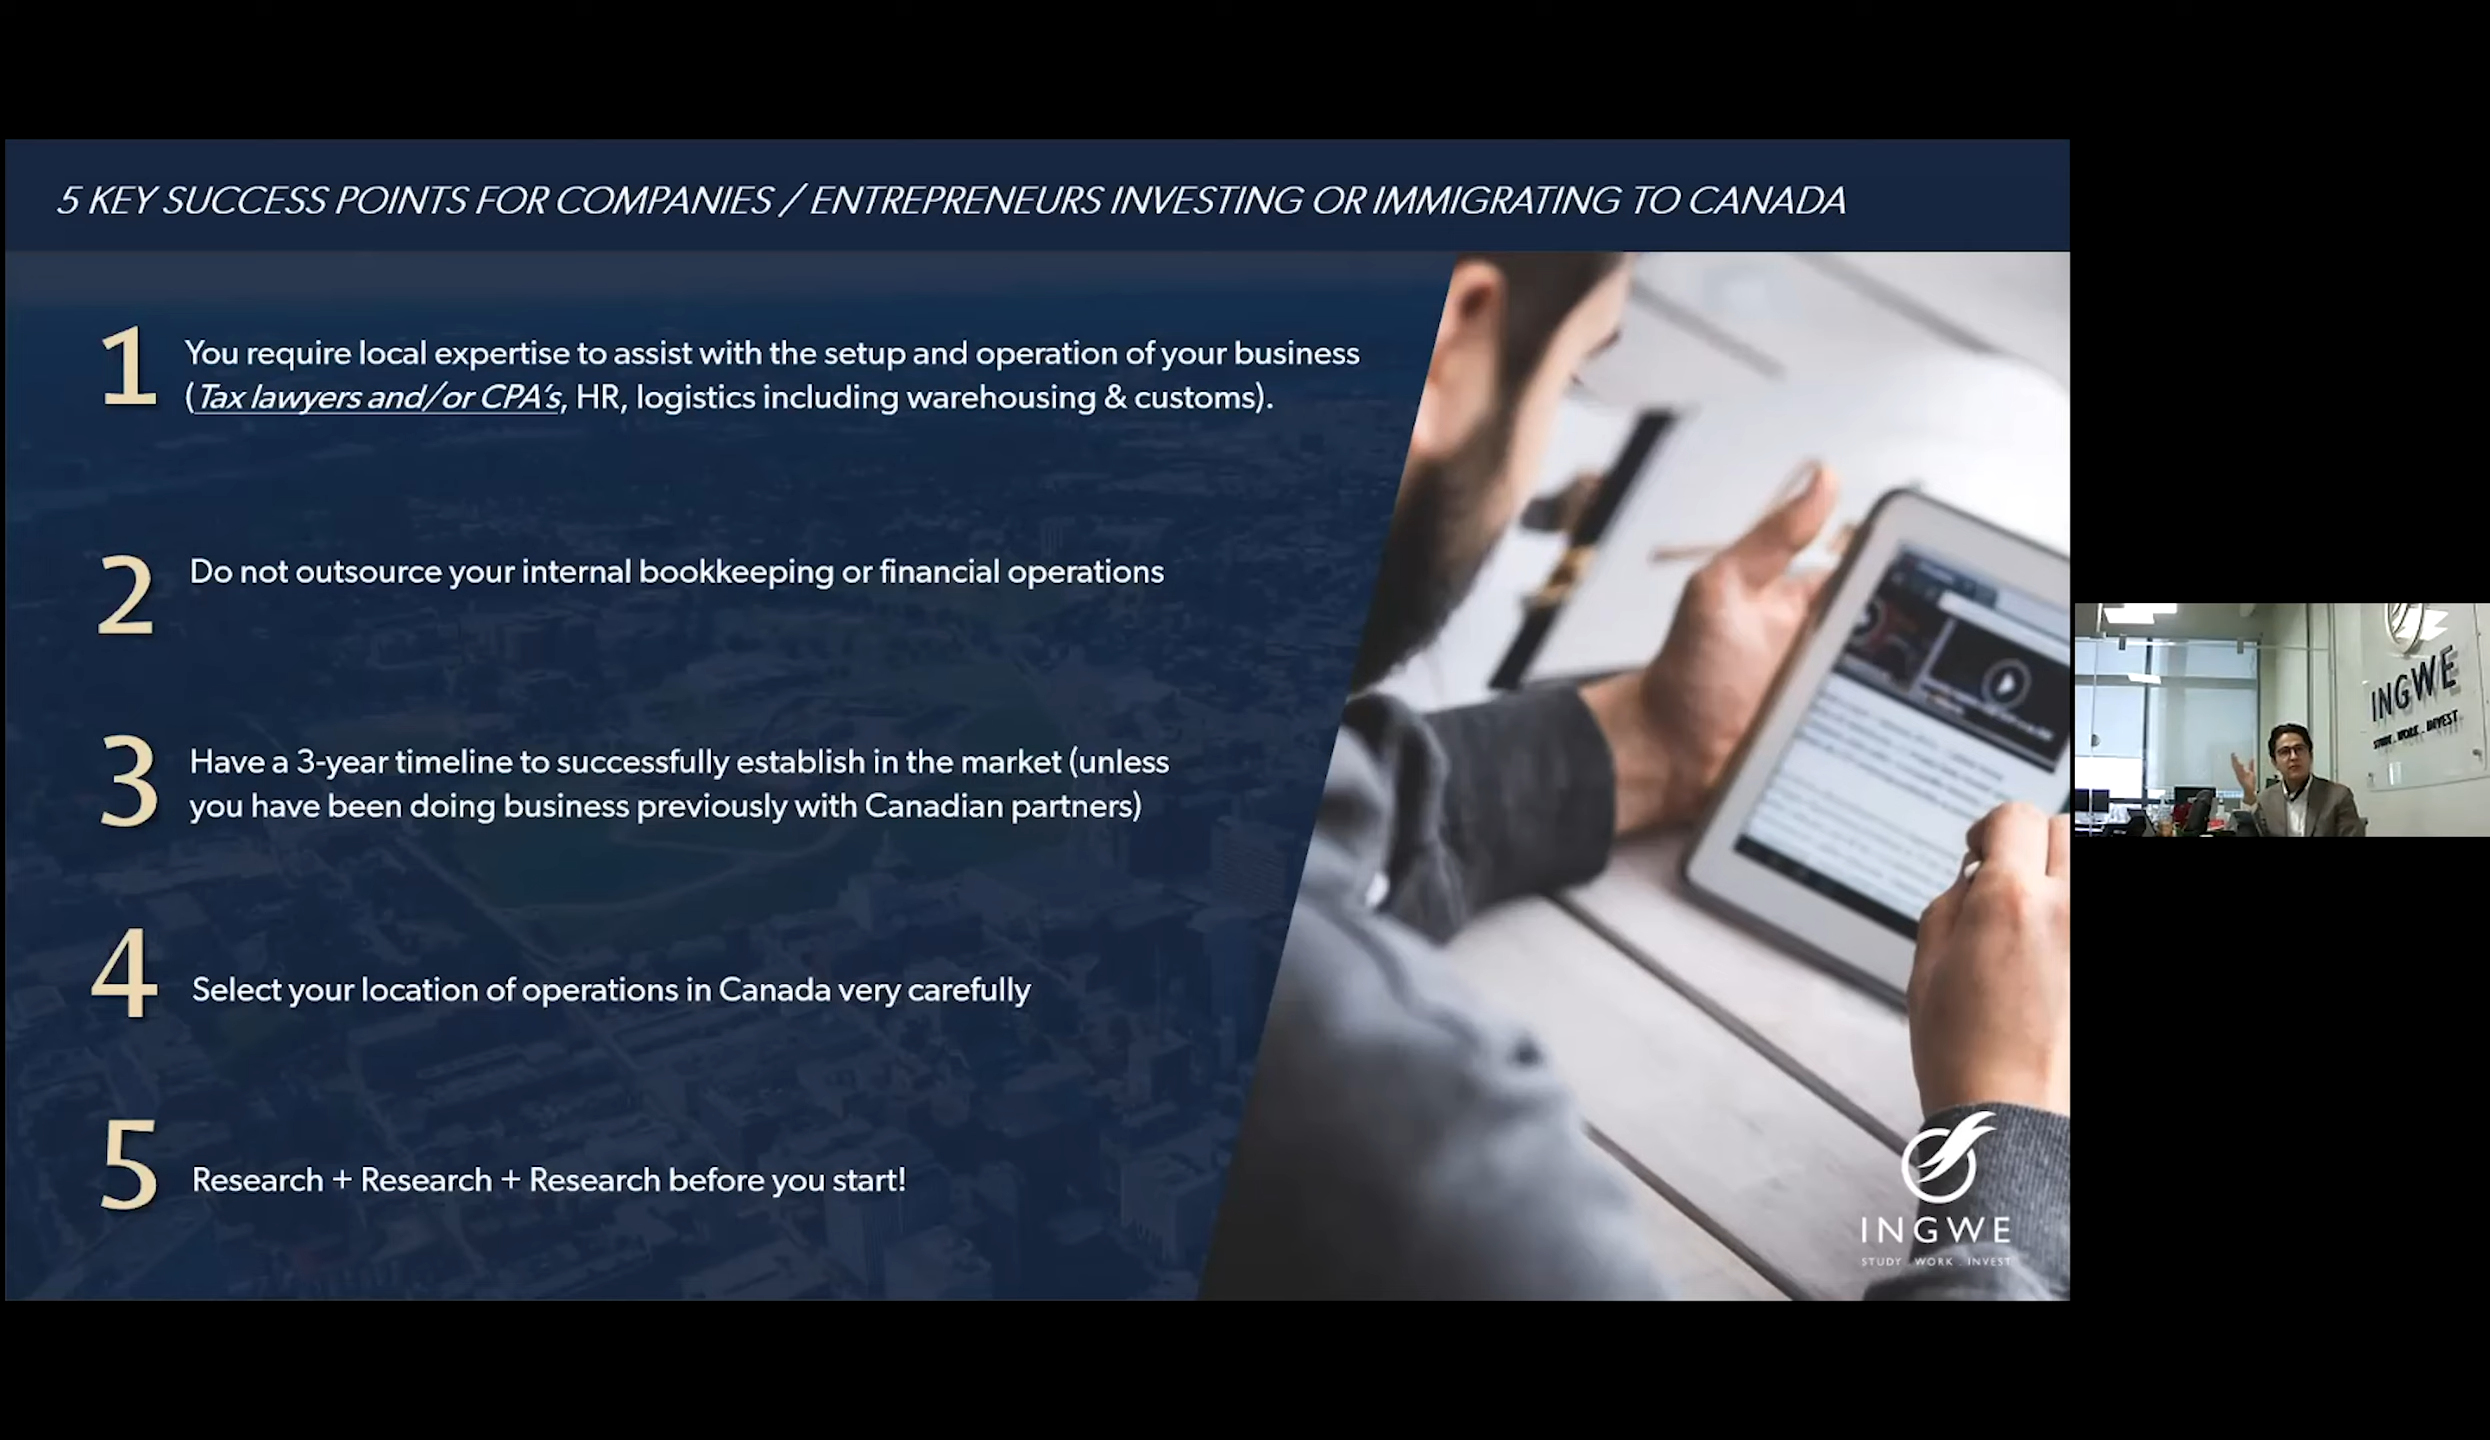 5 KEY SUCCESS POINTS FOR COMPANIES / ENTREPRENEURS INVESTING OR IMMIGRATING TO CANADA
1
You require local expertise to assist with the setup and operation of your business
(Tax lawyers and/or CPA's, HR, logistics including warehousing & customs).
2
Do not outsource your internal bookkeeping or financial operations
3
Have a 3-year timeline to successfully establish in the market (unless
you have been doing business previously with Canadian partners)
4
Select your location of operations in Canada very carefully
5
Research + Research + Research before you start!
INGWE
STUDY . WORK . INVEST
INGWE
STUDY . WORK . INVEST